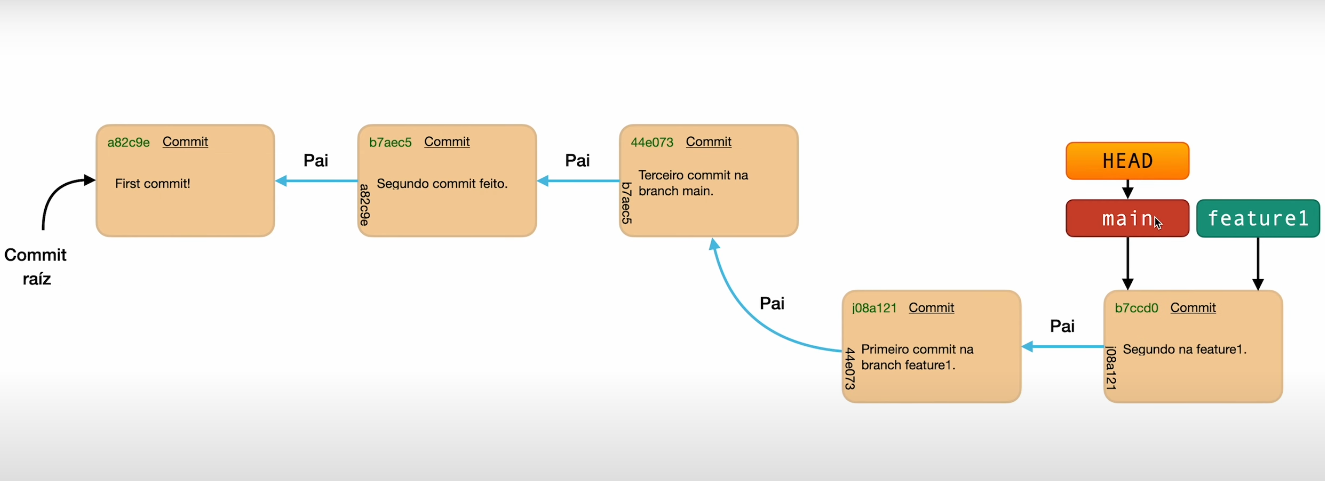 a82c9e Commit
First commit!
a82c9e
Pai
b7aec5 Commit
Segundo commit feito.
b7aec5
Pai
44e073 Commit
Terceiro commit na
branch main.
HEAD
main
feature1
Commit
raíz
Pai
j08a121 Commit
Primeiro commit na
branch feature1.
44e073
Pai
b7ccd0 Commit
Segundo na feature1.
j08a121